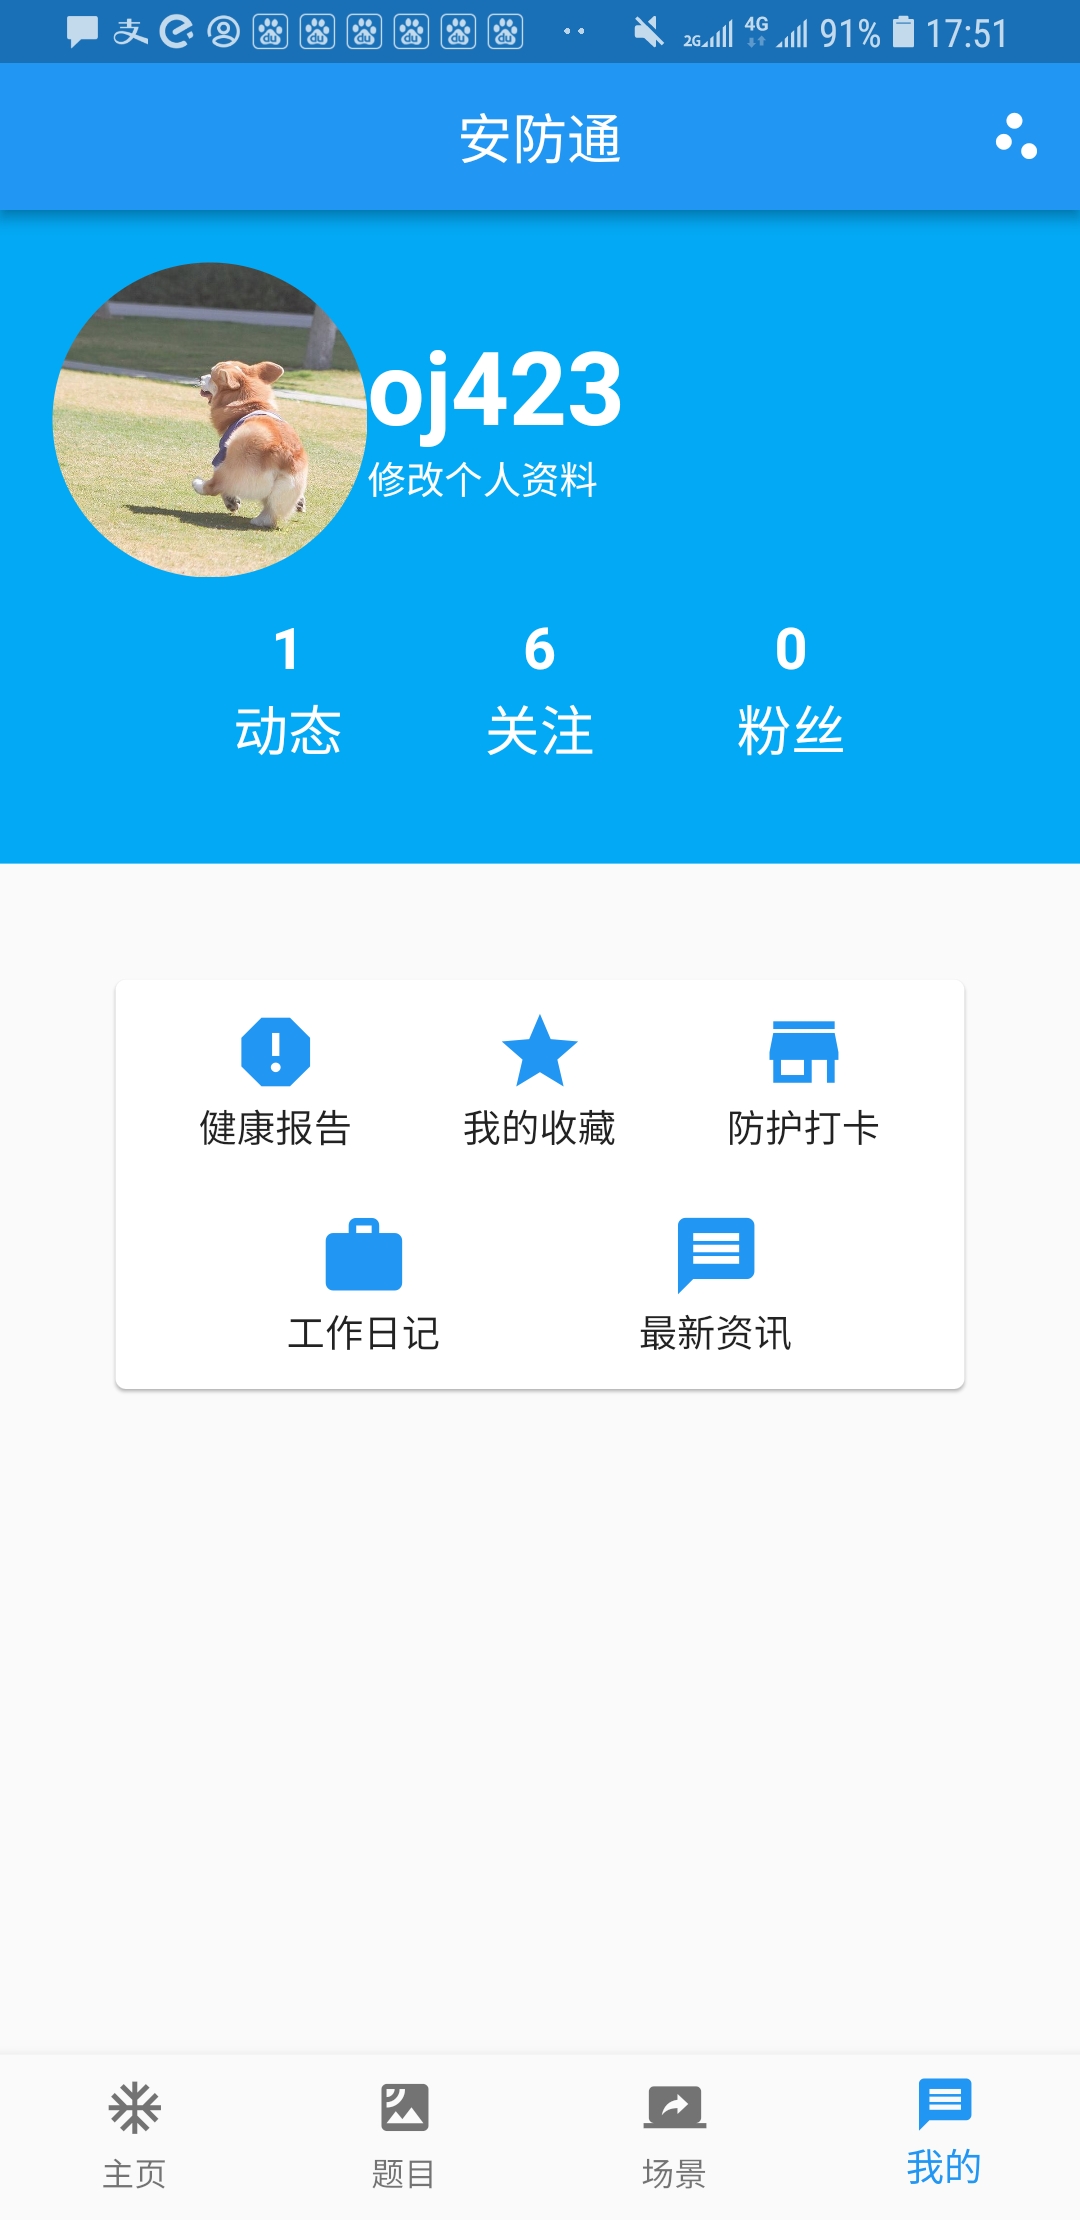 2G 4G 91% 17:51
安防通
oj423
修改个人资料
1 6 0
动态 关注 粉丝
健康报告 我的收藏 防护打卡
工作日记 最新资讯
主页 题目 场景 我的